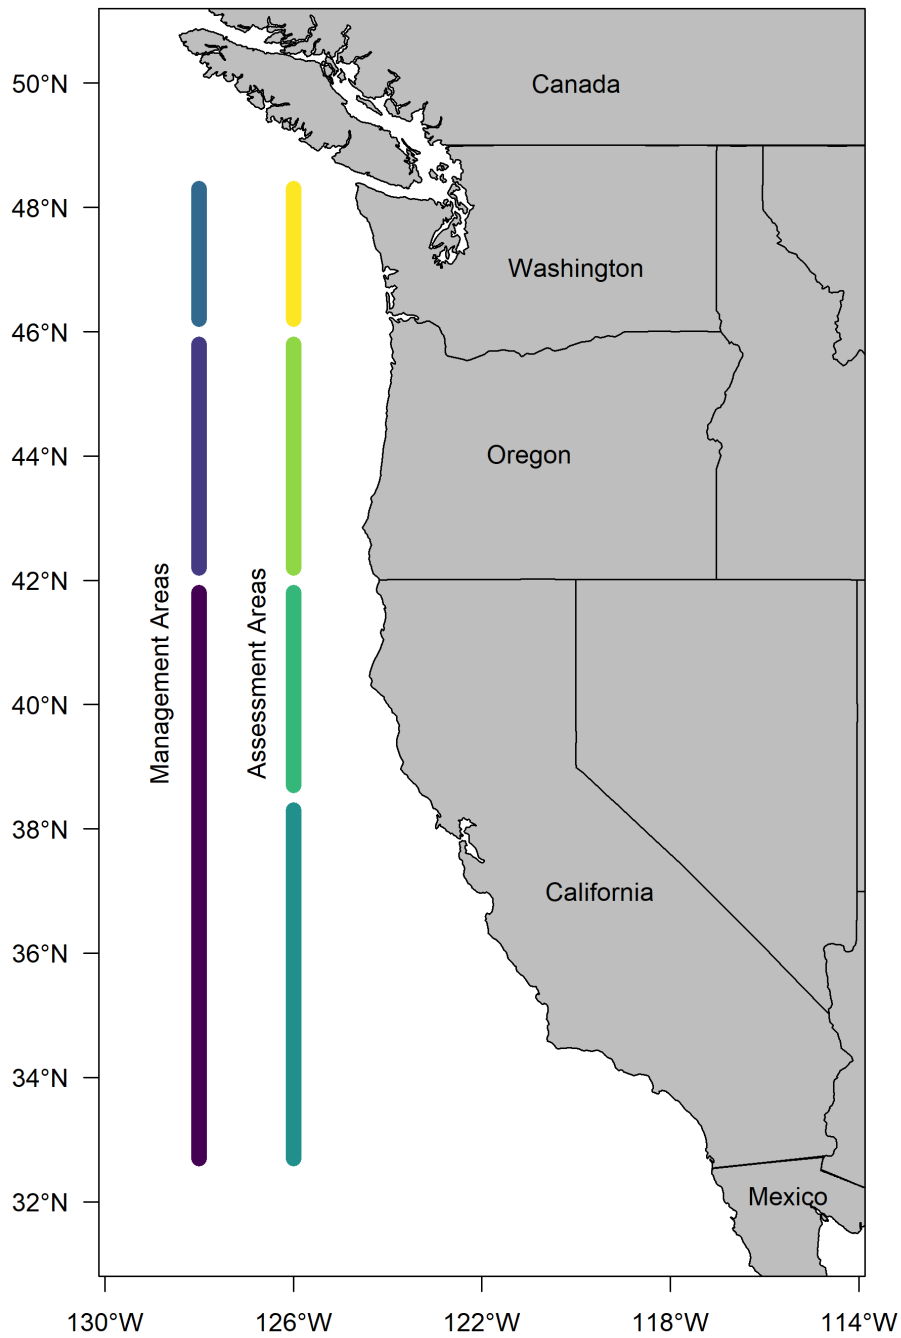 50°N
48°N
46°N
44°N
42°N
40°N
38°N
36°N
34°N
32°N
Canada
Washington
Oregon
California
Mexico
Management Areas
Assessment Areas
130°W
126°W
122°W
118°W
114°W